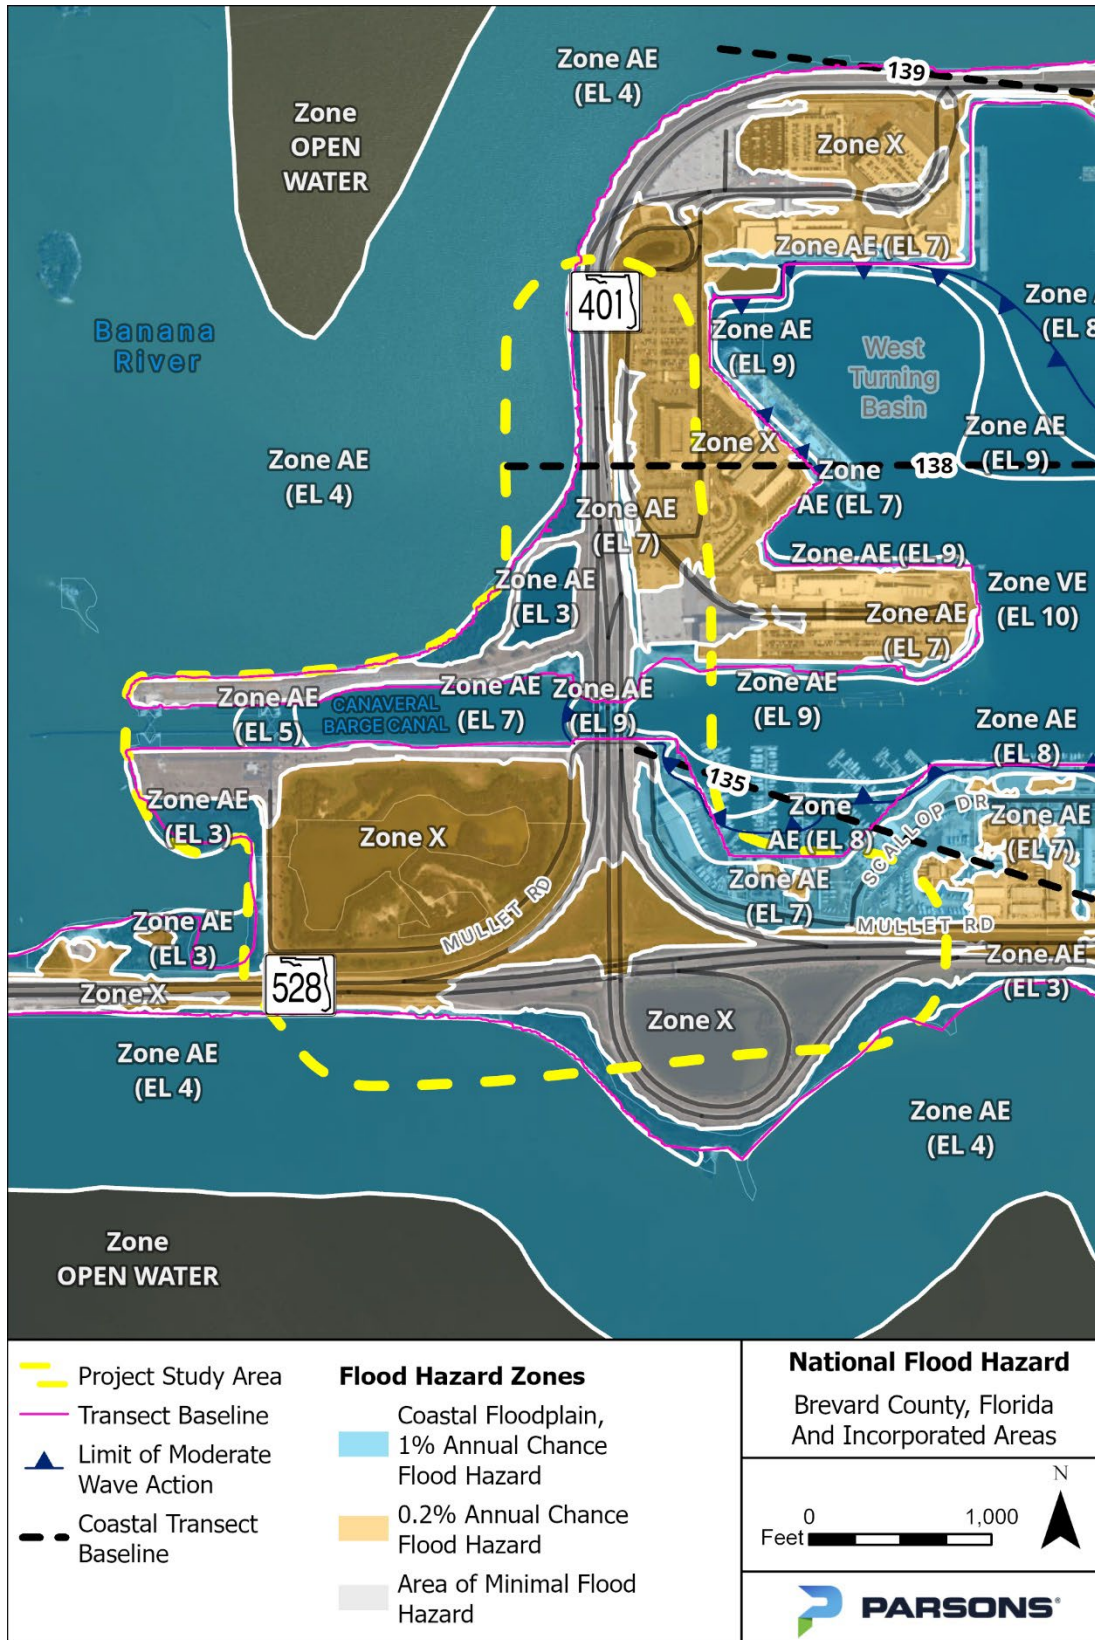 Zone AE
(EL 4)
139
Zone
OPEN
WATER
Zone X
Zone AE (EL 7)
401
Zone AE
(EL 9)
Banana
River
West
Turning
Basin
Zone AE
(EL 9)
Zone X
138
Zone AE
(EL 4)
Zone
AE (EL 7)
Zone AE
(EL 7)
Zone AE (EL 9)
Zone AE
(EL 3)
Zone VE
(EL 10)
Zone AE
(EL 7)
Zone AE
(EL 5)
CANAVERAL
BARGE CANAL
Zone AE
(EL 7)
Zone AE
(EL 9)
Zone AE
(EL 9)
Zone AE
(EL 8)
135
Zone AE
(EL 3)
Zone X
Zone
AE (EL 8)
SCALLOP DR
Zone AE
(EL 7)
Zone AE
(EL 7)
MULLET RD
MULLET RD
Zone AE
(EL 3)
Zone X
528
Zone AE
(EL 3)
Zone X
Zone AE
(EL 4)
Zone AE
(EL 4)
Zone
OPEN WATER
Project Study Area
Transect Baseline
Limit of Moderate
Wave Action
Coastal Transect
Baseline
Flood Hazard Zones
Coastal Floodplain,
1% Annual Chance
Flood Hazard
0.2% Annual Chance
Flood Hazard
Area of Minimal Flood
Hazard
National Flood Hazard
Brevard County, Florida
And Incorporated Areas
N
0 1,000
Feet
PARSONS®